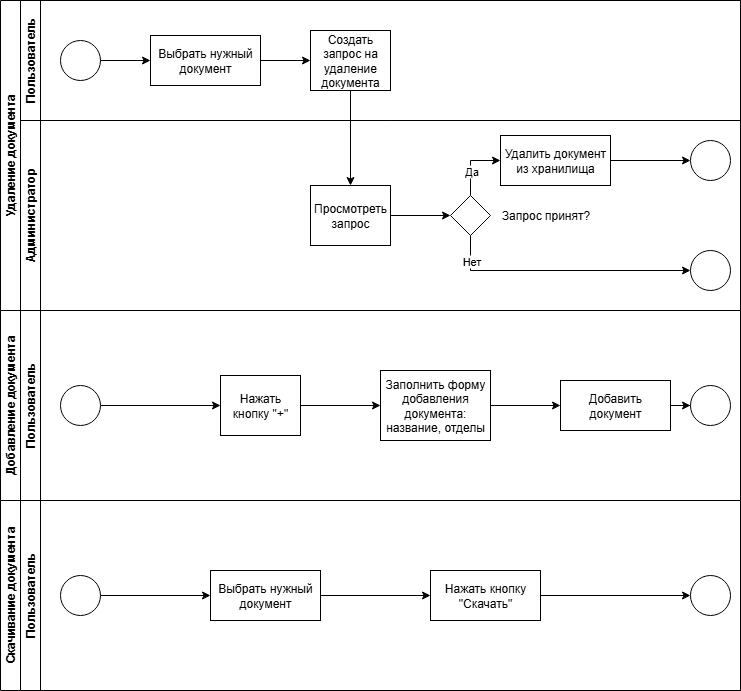 Удаление документа
Пользователь
Выбрать нужный
документ
Создать
запрос на
удаление
документа
Администратор
Просмотреть
запрос
Да
Удалить документ
из хранилища
Запрос принят?
Нет
Добавление документа
Пользователь
Нажать
кнопку "+"
Заполнить форму
добавления
документа:
название, отделы
Добавить
документ
Скачивание документа
Пользователь
Выбрать нужный
документ
Нажать кнопку
"Скачать"